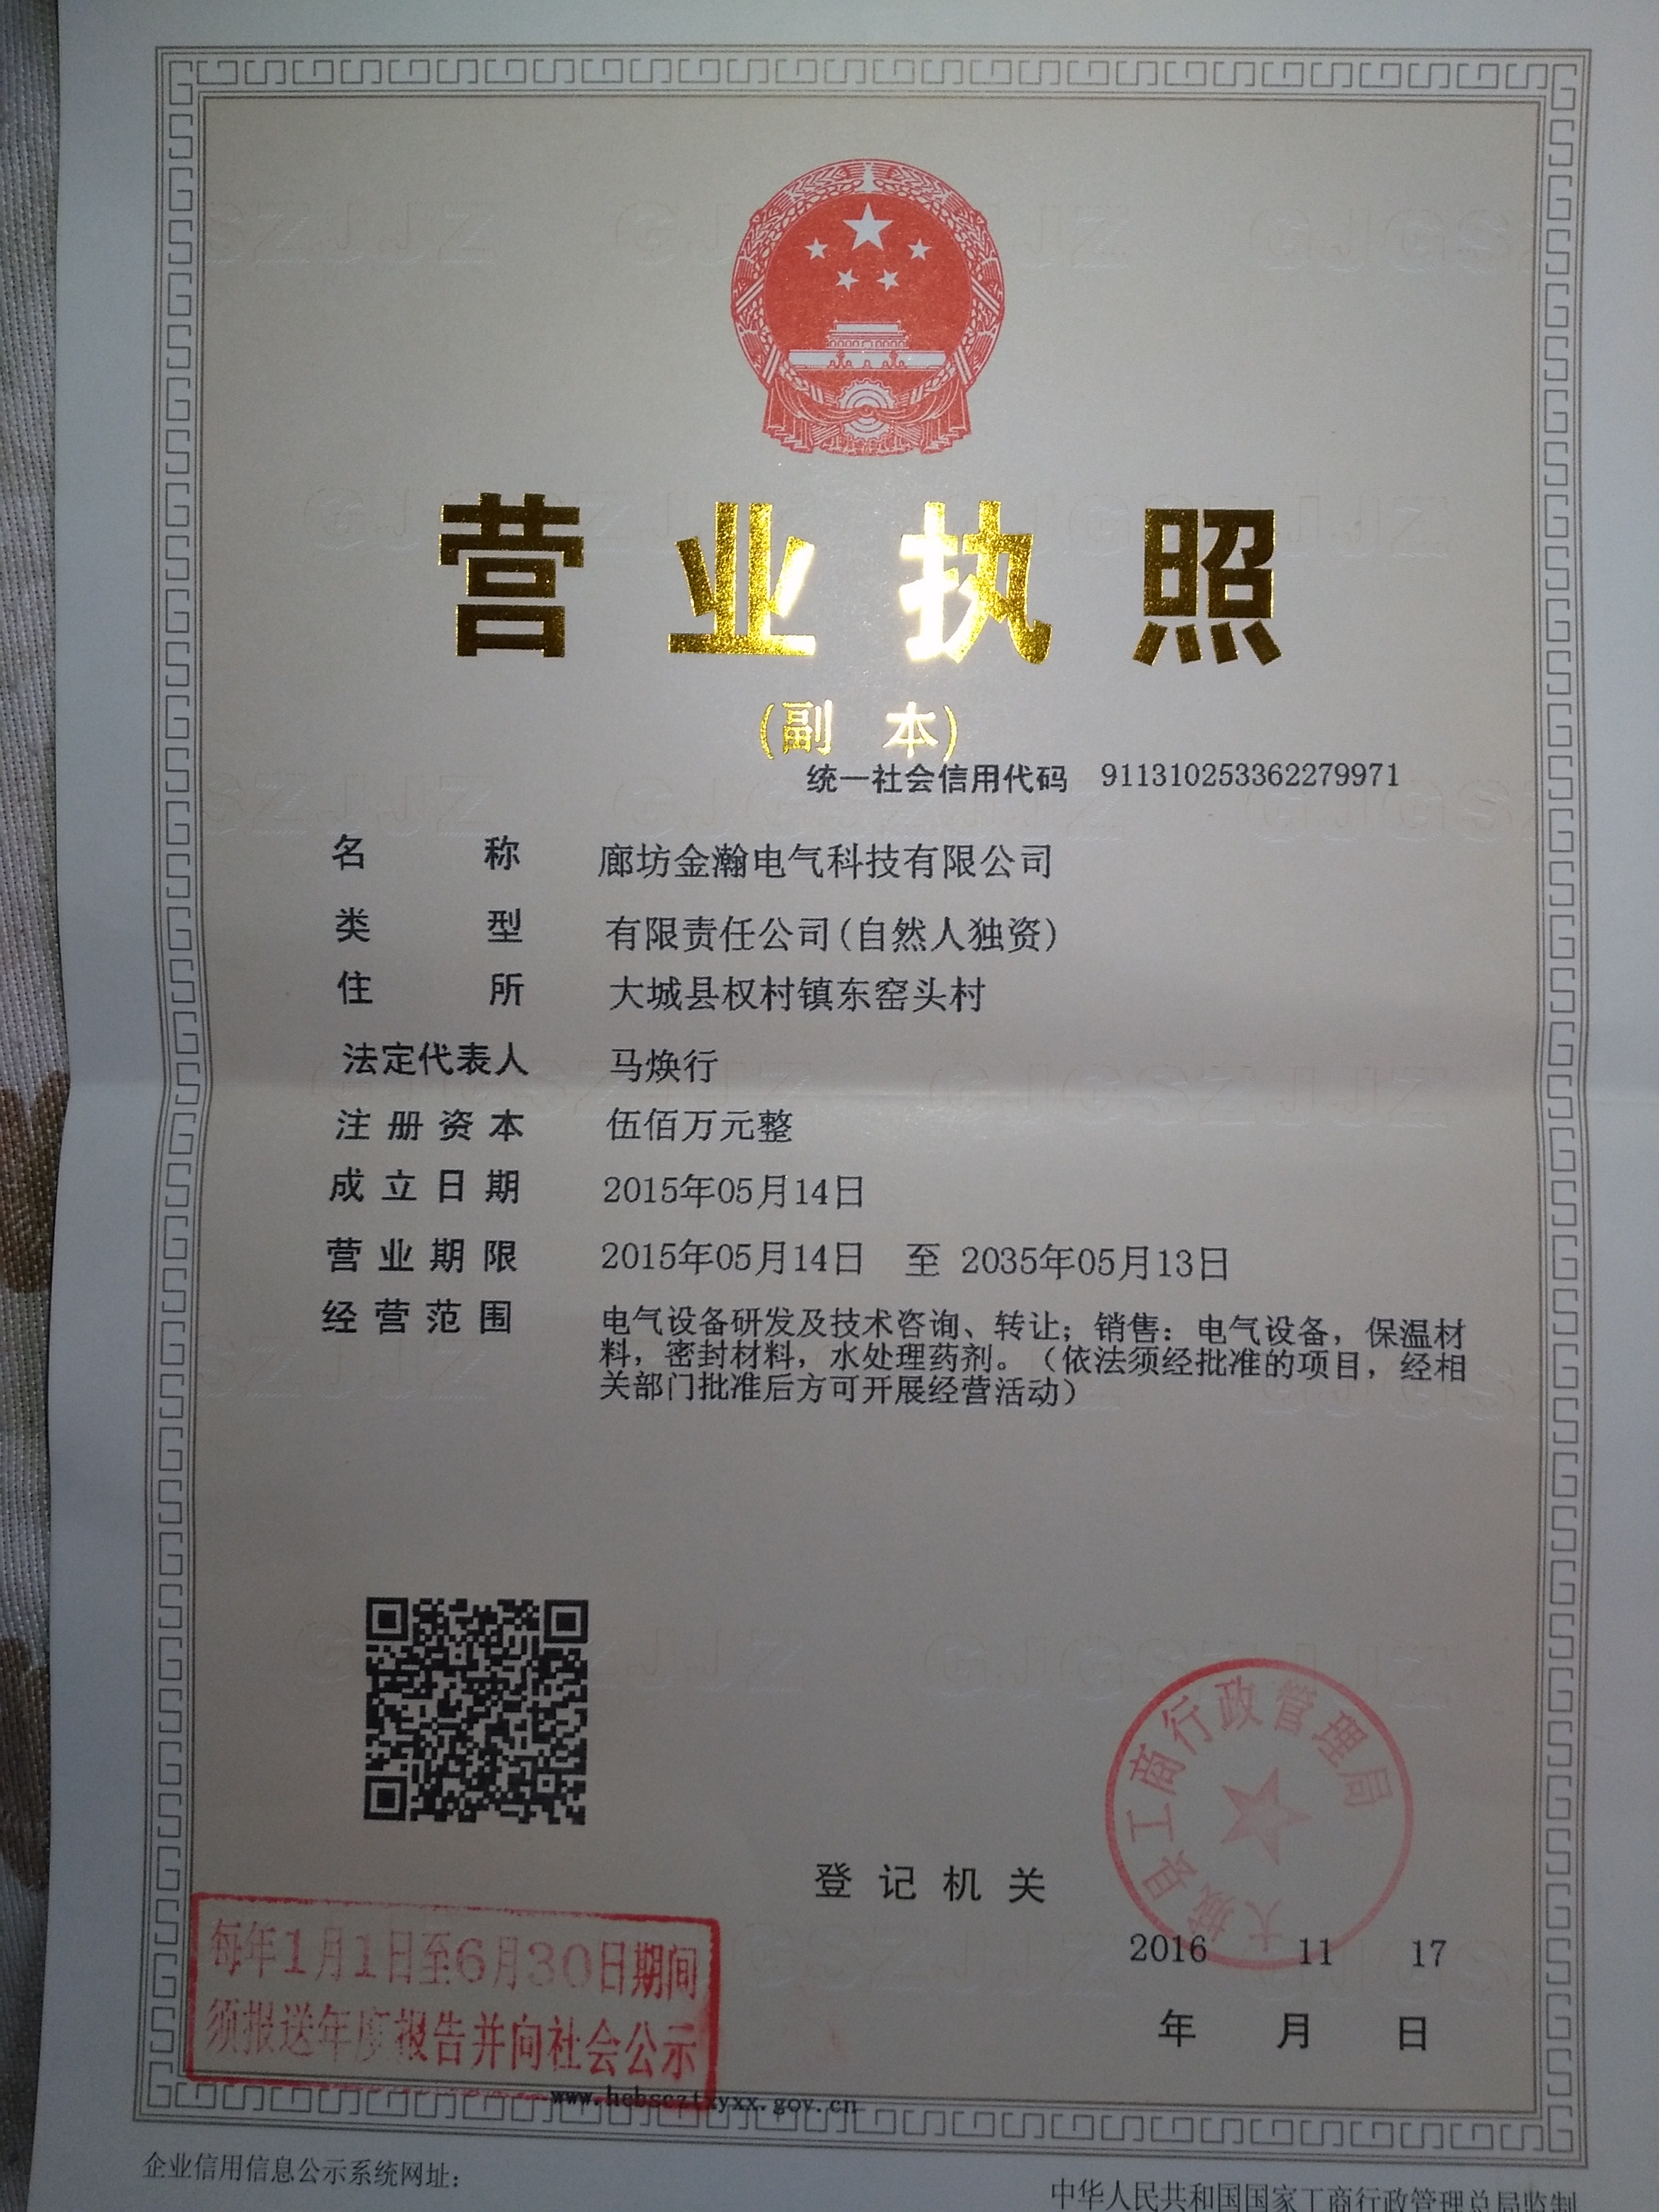 营业执照
(副 本)
统一社会信用代码 911310253362279971
名 称 廊坊金瀚电气科技有限公司
类 型 有限责任公司(自然人独资)
住 所 大城县权村镇东窑头村
法定代表人 马焕行
注册资本 伍佰万元整
成立日期 2015年05月14日
营业期限 2015年05月14日 至 2035年05月13日
经营范围 电气设备研发及技术咨询、转让；销售：电气设备，保温材
料，密封材料，水处理药剂。（依法须经批准的项目，经相
关部门批准后方可开展经营活动）
大城县工商行政管理局
登记机关
2016 11 17
年 月 日
每年1月1日至6月30日期间
须报送年度报告并向社会公示
www.hebscztxyxx.gov.cn
企业信用信息公示系统网址：
中华人民共和国国家工商行政管理总局监制